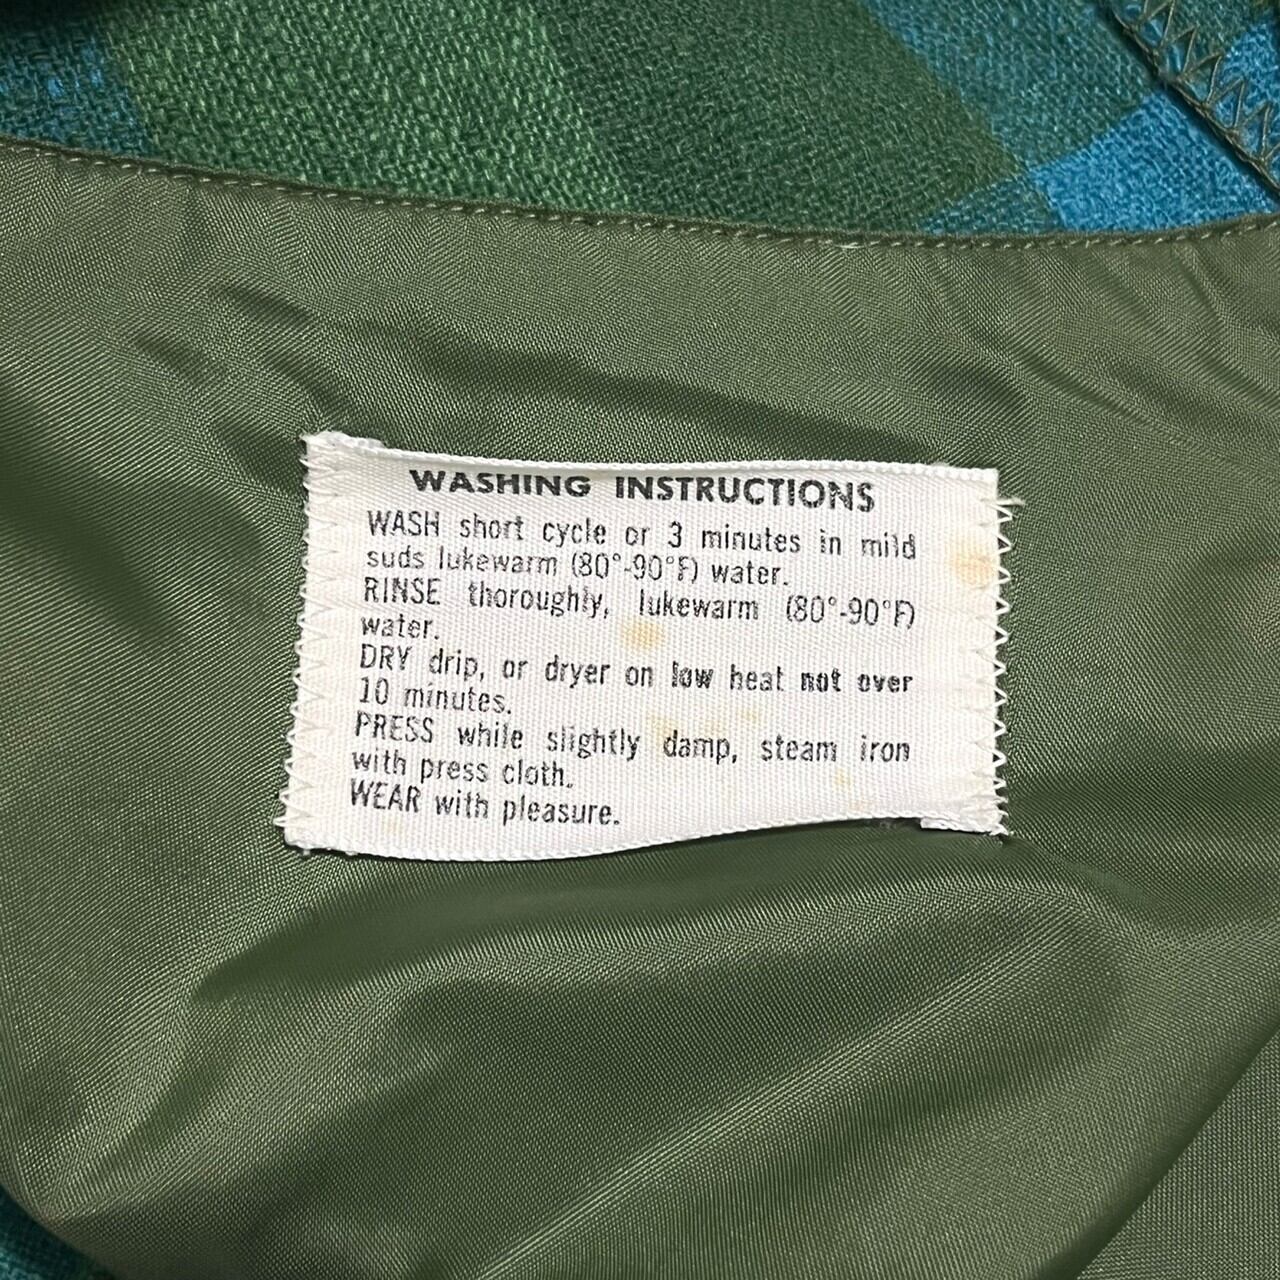 WASHING INSTRUCTIONS
WASH short cycle or 3 minutes in mild
suds lukewarm (80°-90°F) water.
RINSE thoroughly, lukewarm (80°-90°F)
water.
DRY drip, or dryer on low heat not over
10 minutes.
PRESS while slightly damp, steam iron
with press cloth.
WEAR with pleasure.